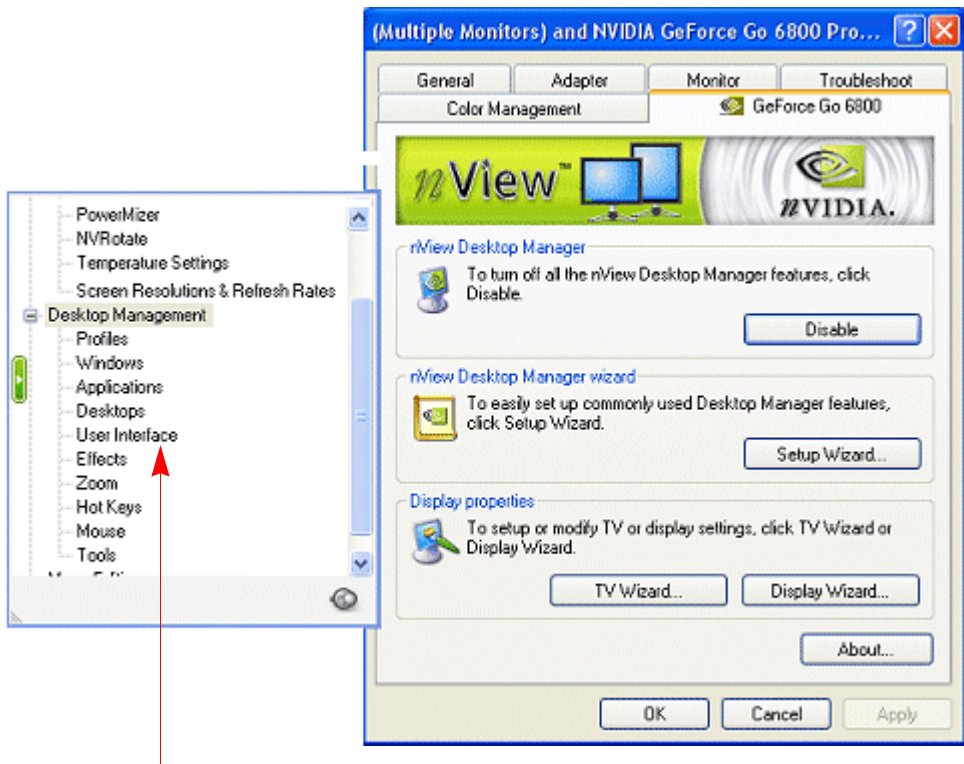 (Multiple Monitors) and NVIDIA GeForce Go 6800 Pro...
General Adapter Monitor Troubleshoot
Color Management GeForce Go 6800
nView™
nVIDIA.
PowerMizer
NVRotate
Temperature Settings
Screen Resolutions & Refresh Rates
Desktop Management
Profiles
Windows
Applications
Desktops
User Interface
Effects
Zoom
Hot Keys
Mouse
Tools
nView Desktop Manager
To turn off all the nView Desktop Manager features, click
Disable.
Disable
nView Desktop Manager wizard
To easily set up commonly used Desktop Manager features,
click Setup Wizard.
Setup Wizard...
Display properties
To setup or modify TV or display settings, click TV Wizard or
Display Wizard.
TV Wizard... Display Wizard...
About...
OK Cancel Apply